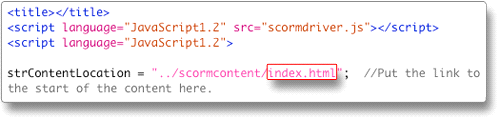 <title></title>
<script language="JavaScript1.2" src="scormdriver.js"></script>
<script language="JavaScript1.2">
strContentLocation = "../scormcontent/index.html";  //Put the link to
the start of the content here.